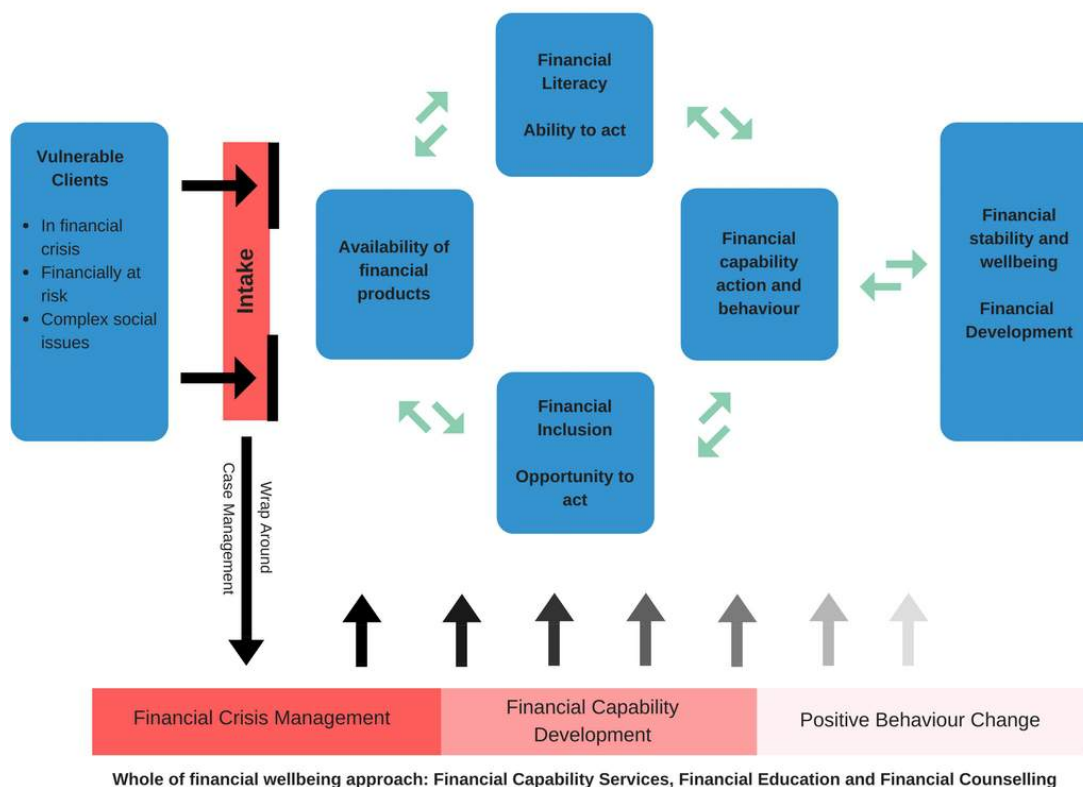 Vulnerable
Clients
• In financial
crisis
• Financially at
risk
• Complex social
issues
Intake
Wrap Around
Case Management
Financial
Literacy
Ability to act
Availability of
financial
products
Financial
capability
action and
behaviour
Financial
Inclusion
Opportunity to
act
Financial
stability and
wellbeing
Financial
Development
Financial Crisis Management
Financial Capability
Development
Positive Behaviour Change
Whole of financial wellbeing approach: Financial Capability Services, Financial Education and Financial Counselling